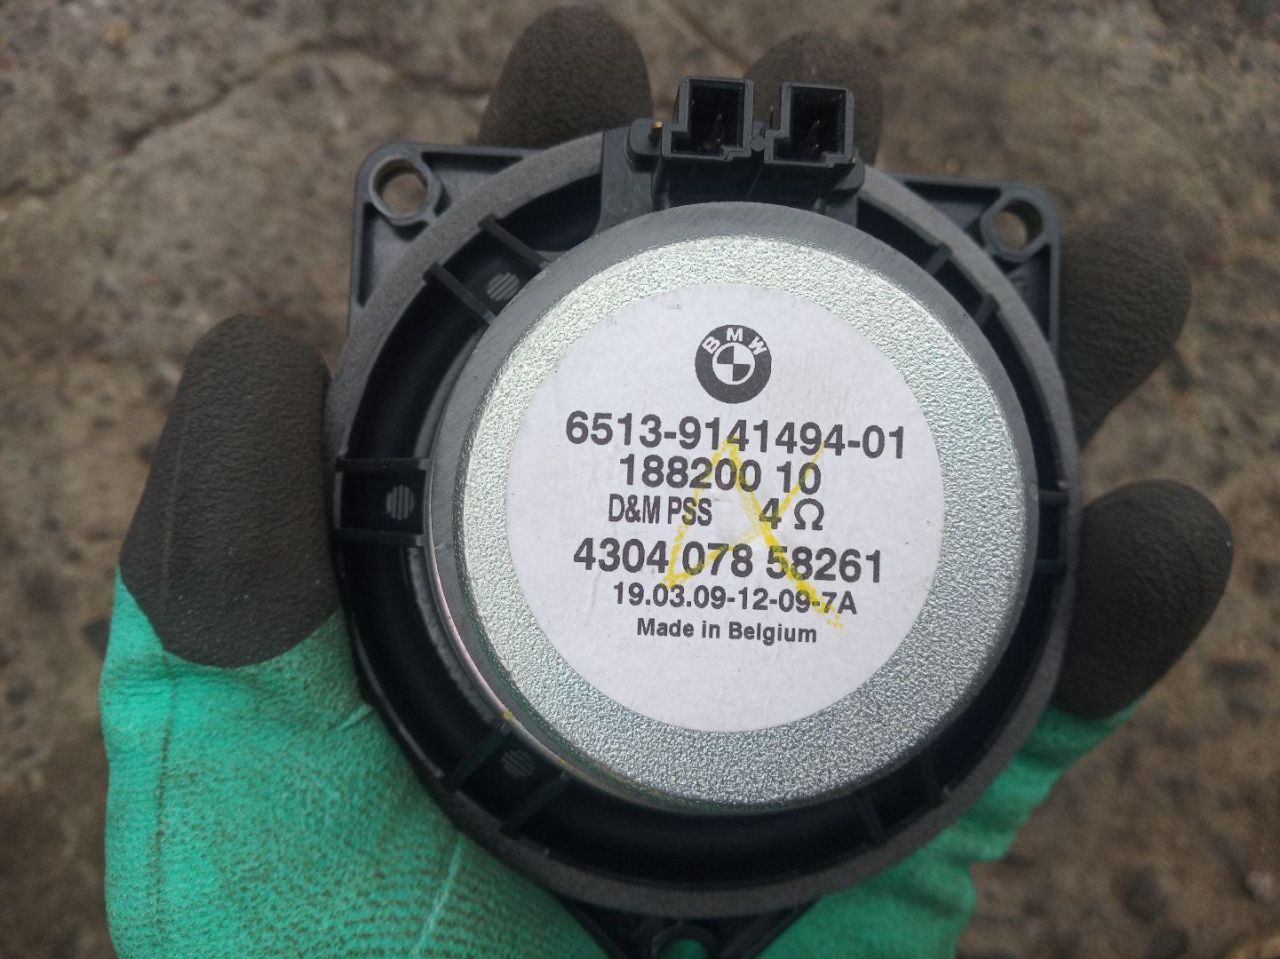 BMW
6513-9141494-01
188200 10
D&M PSS 4 Ω
4304 078 58261
19.03.09-12-09-7A
Made in Belgium